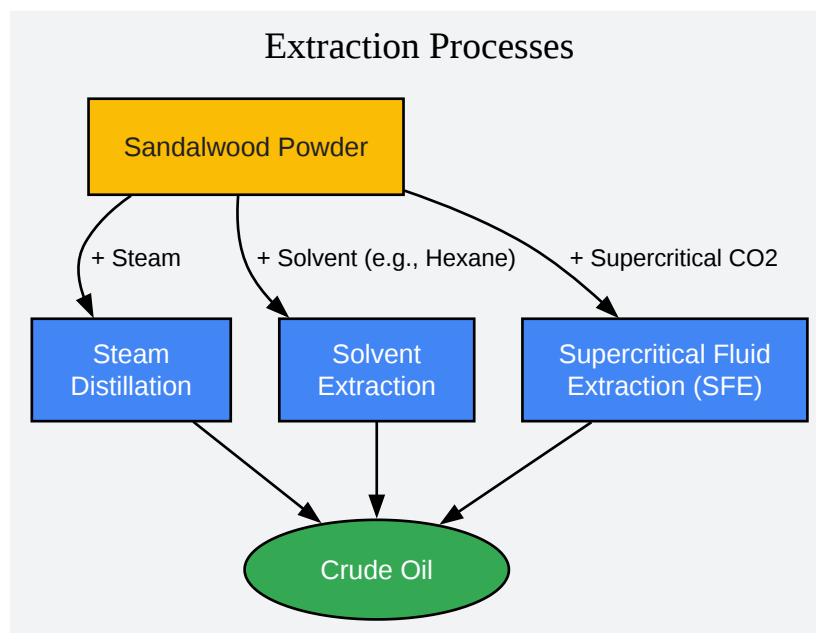 Extraction Processes
Sandalwood Powder
+ Steam
+ Solvent (e.g., Hexane)
+ Supercritical CO2
Steam
Distillation
Solvent
Extraction
Supercritical Fluid
Extraction (SFE)
Crude Oil